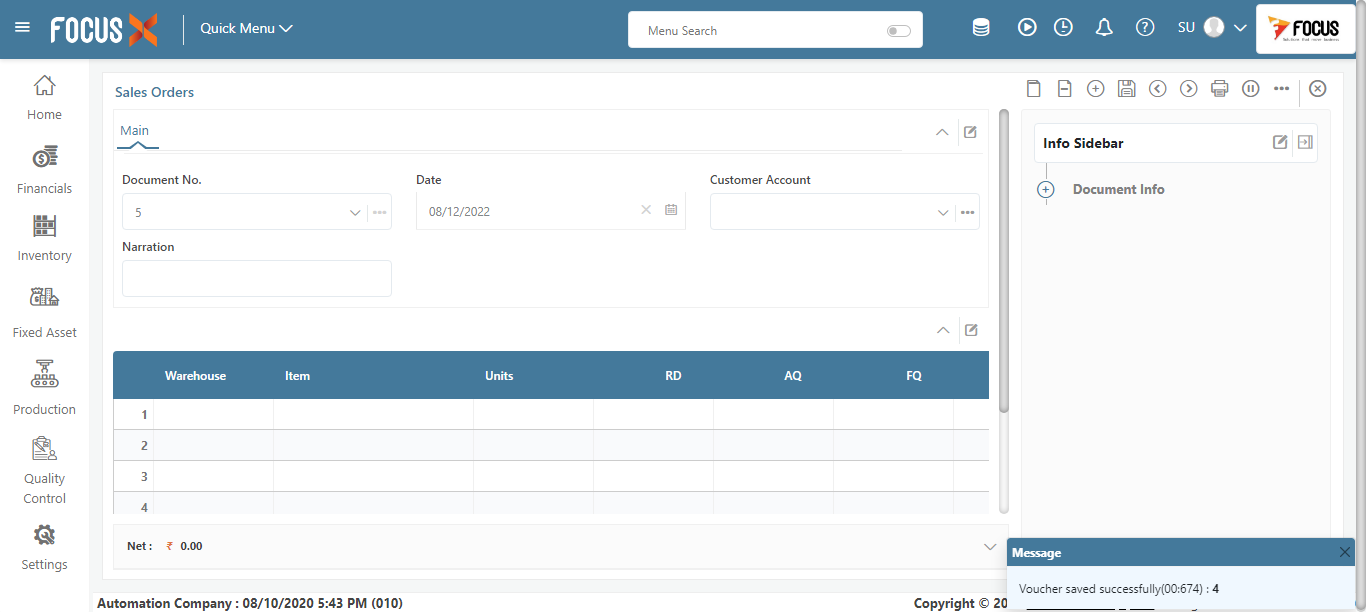 FOCUS X
Quick Menu
Menu Search
SU
FOCUS
Home
Financials
Inventory
Fixed Asset
Production
Quality
Control
Settings
Sales Orders
Main
Document No.
Date
Customer Account
5
08/12/2022
Narration
Warehouse Item Units RD AQ FQ
1
2
3
4
Net : ₹ 0.00
Info Sidebar
Document Info
Message
Voucher saved successfully(00:674) : 4
Automation Company : 08/10/2020 5:43 PM (010)
Copyright © 20